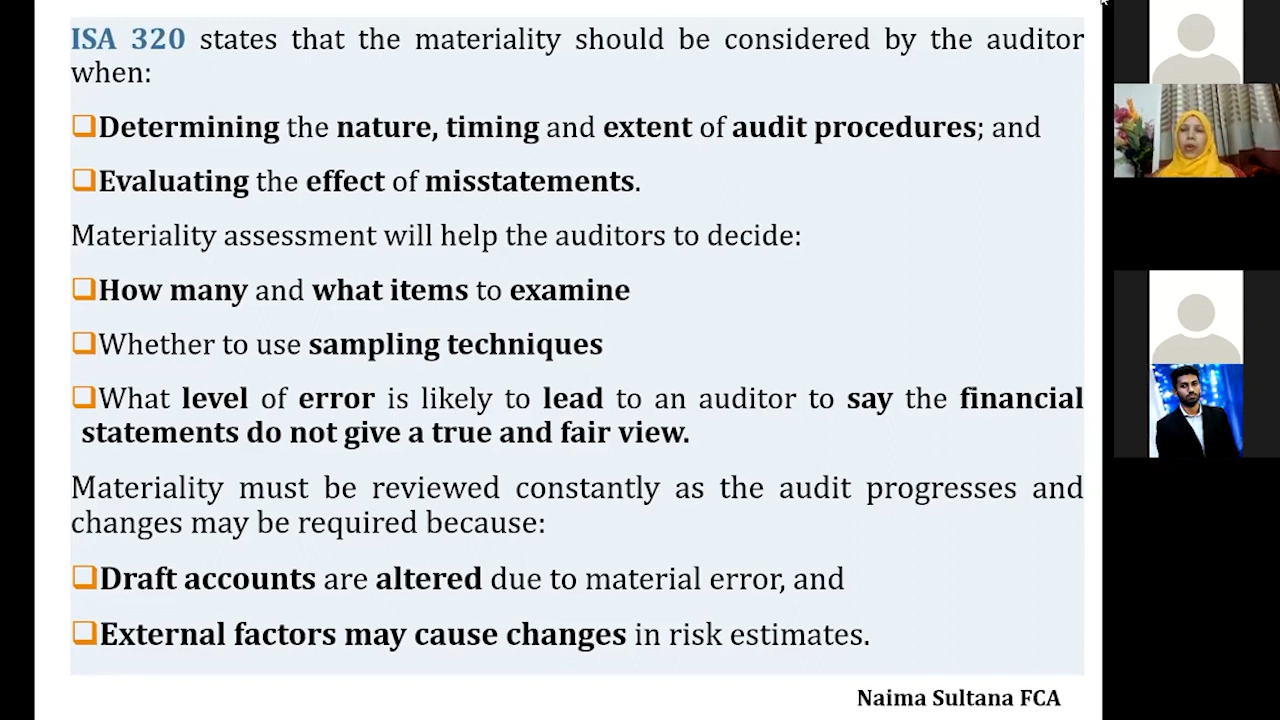 ISA 320 states that the materiality should be considered by the auditor
when:
❑Determining the nature, timing and extent of audit procedures; and
❑Evaluating the effect of misstatements.
Materiality assessment will help the auditors to decide:
❑How many and what items to examine
❑Whether to use sampling techniques
❑What level of error is likely to lead to an auditor to say the financial
statements do not give a true and fair view.
Materiality must be reviewed constantly as the audit progresses and
changes may be required because:
❑Draft accounts are altered due to material error, and
❑External factors may cause changes in risk estimates.
Naima Sultana FCA